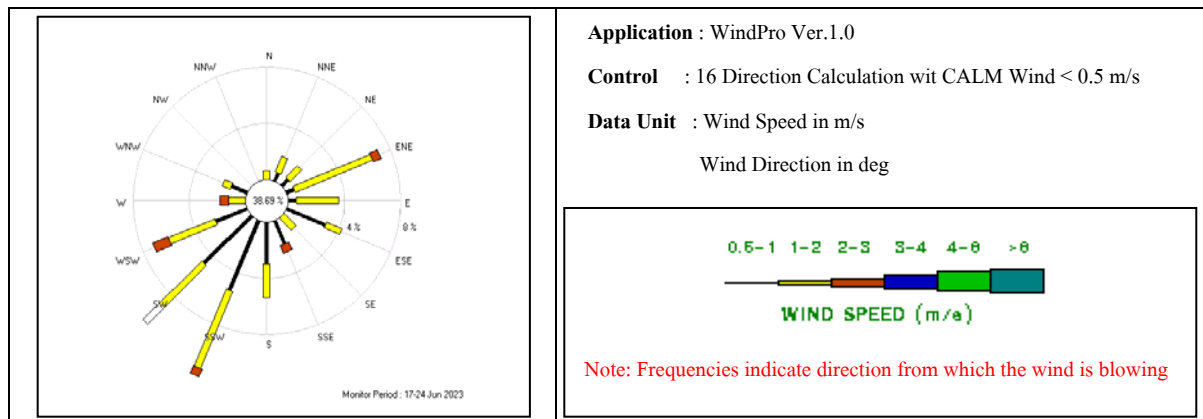 N
NNW
NNE
NW
NE
WNW
ENE
38.69 %
W
E
4 %
8 %
WSW
ESE
SW
SE
SSW
SSE
S
Monitor Period : 17-24 Jun 2023
Application : WindPro Ver.1.0
Control : 16 Direction Calculation wit CALM Wind < 0.5 m/s
Data Unit : Wind Speed in m/s
Wind Direction in deg
0.5-1 1-2 2-3 3-4 4-6 >6
WIND SPEED (m/s)
Note: Frequencies indicate direction from which the wind is blowing